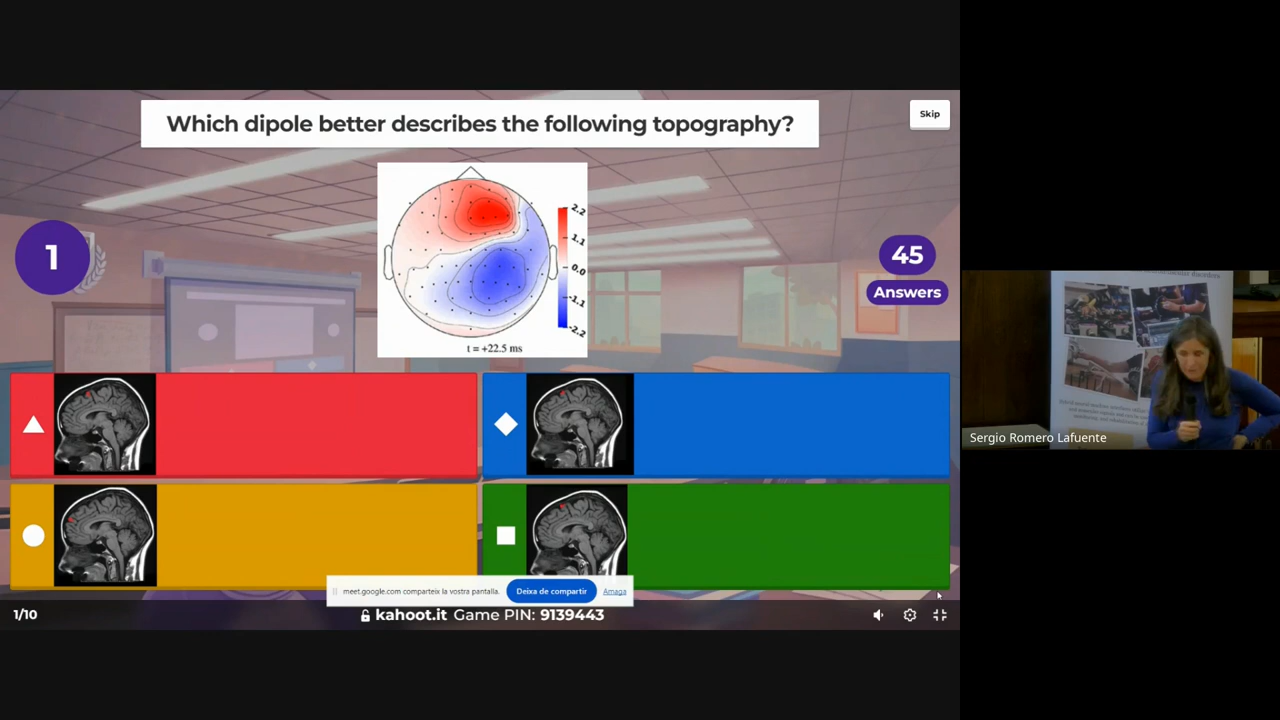 Which dipole better describes the following topography?
Skip
1
2.2
1.1
0.0
-1.1
-2.2
t = +22.5 ms
45
Answers
meet.google.com comparteix la vostra pantalla.
Deixa de compartir
Amaga
1/10
kahoot.it Game PIN: 9139443
Sergio Romero Lafuente